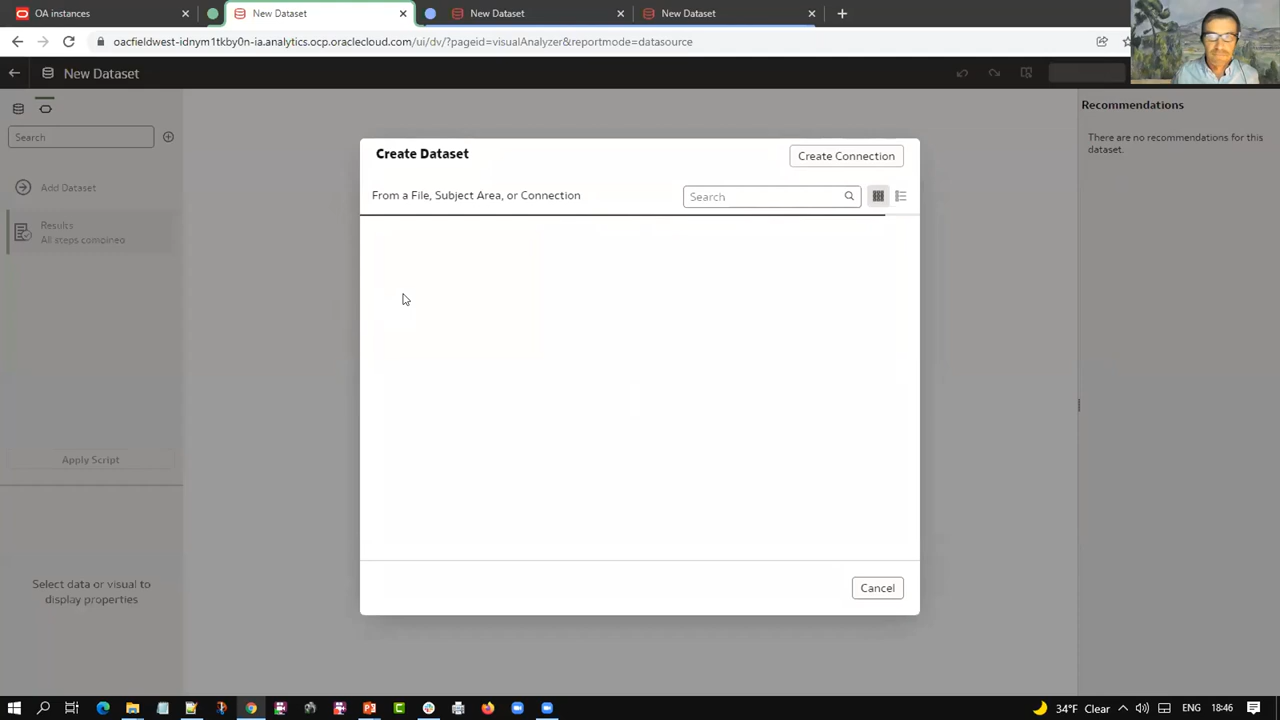 OA instances
New Dataset
New Dataset
New Dataset
oacfieldwest-idnym1tkby0n-ia.analytics.ocp.oraclecloud.com/ui/dv/?pageid=visualAnalyzer&reportmode=datasource
New Dataset
Search
Add Dataset
Results
All steps combined
Apply Script
Select data or visual to
display properties
Create Dataset
Create Connection
From a File, Subject Area, or Connection
Search
Cancel
Recommendations
There are no recommendations for this
dataset.
34°F Clear
ENG
18:46